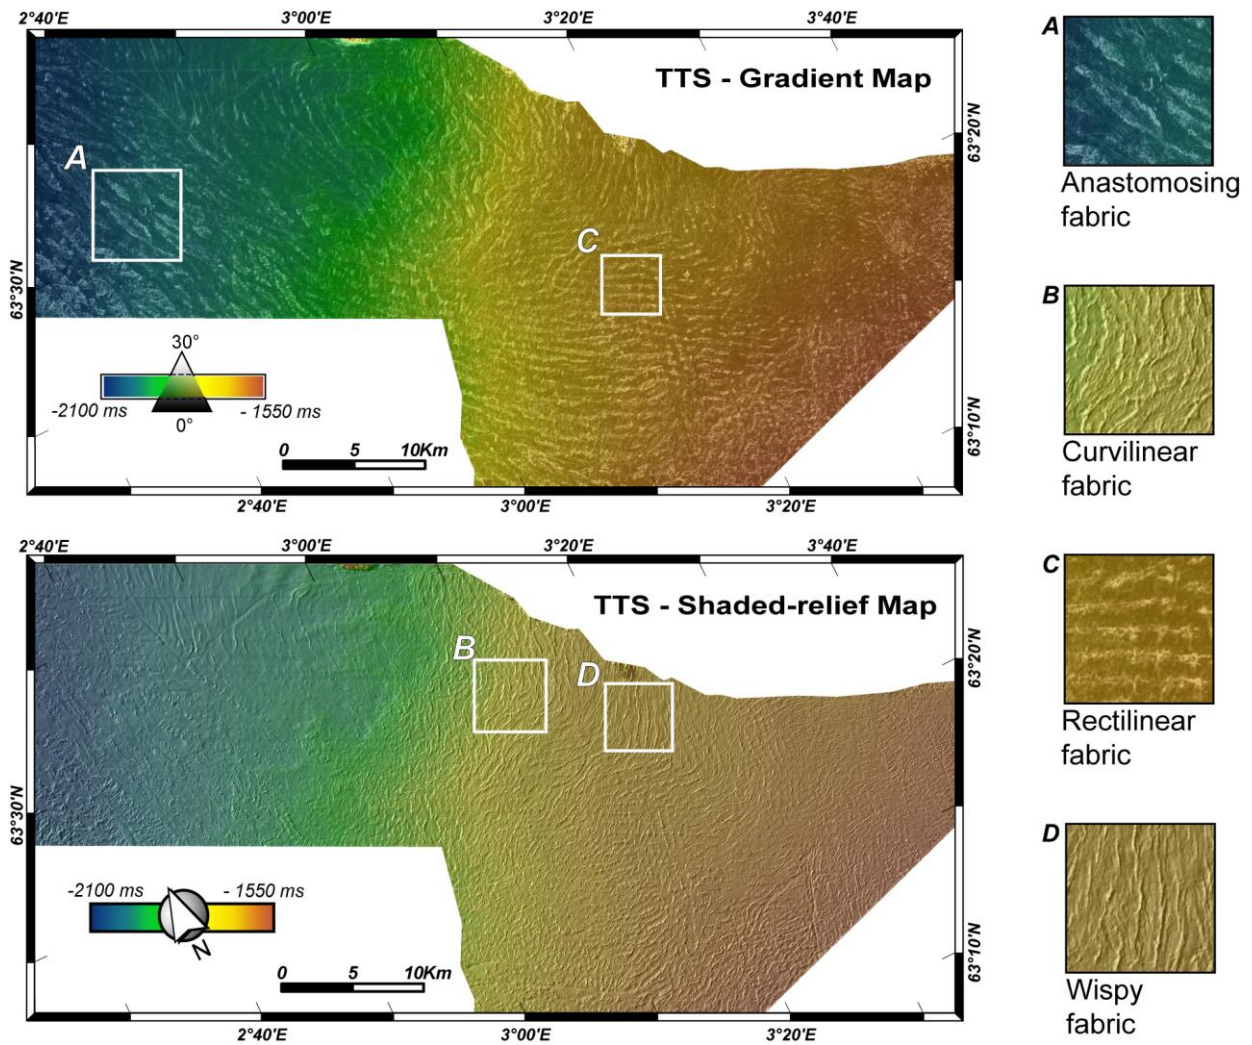 2°40'E 3°00'E 3°20'E 3°40'E
TTS - Gradient Map
A
C
63°20'N
63°30'N
63°10'N
30°
-2100 ms - 1550 ms
0°
0 5 10Km
2°40'E 3°00'E 3°20'E
2°40'E 3°00'E 3°20'E 3°40'E
TTS - Shaded-relief Map
B
D
63°20'N
63°30'N
63°10'N
-2100 ms - 1550 ms
N
0 5 10Km
2°40'E 3°00'E 3°20'E
A
Anastomosing
fabric
B
Curvilinear
fabric
C
Rectilinear
fabric
D
Wispy
fabric